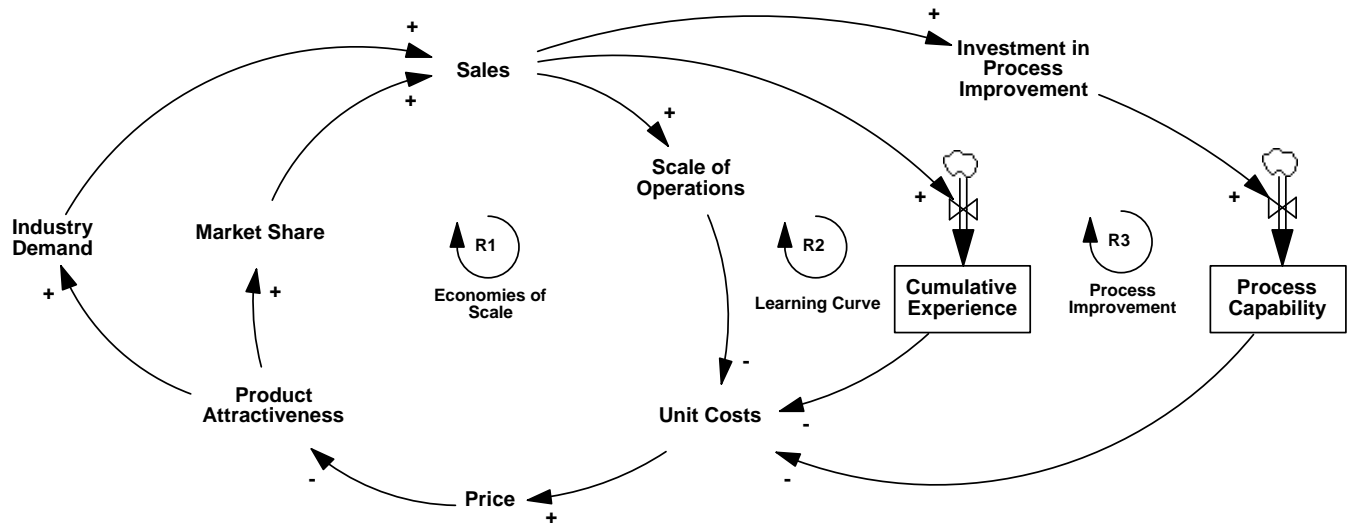 +
+
Sales
+
+
Investment in
Process
Improvement
+
Scale of
Operations
+
+
Industry
Demand
Market Share
R1
Economies of
Scale
R2
Learning Curve
R3
Process
Improvement
Cumulative
Experience
Process
Capability
+
+
-
Product
Attractiveness
Unit Costs
-
-
-
Price
+